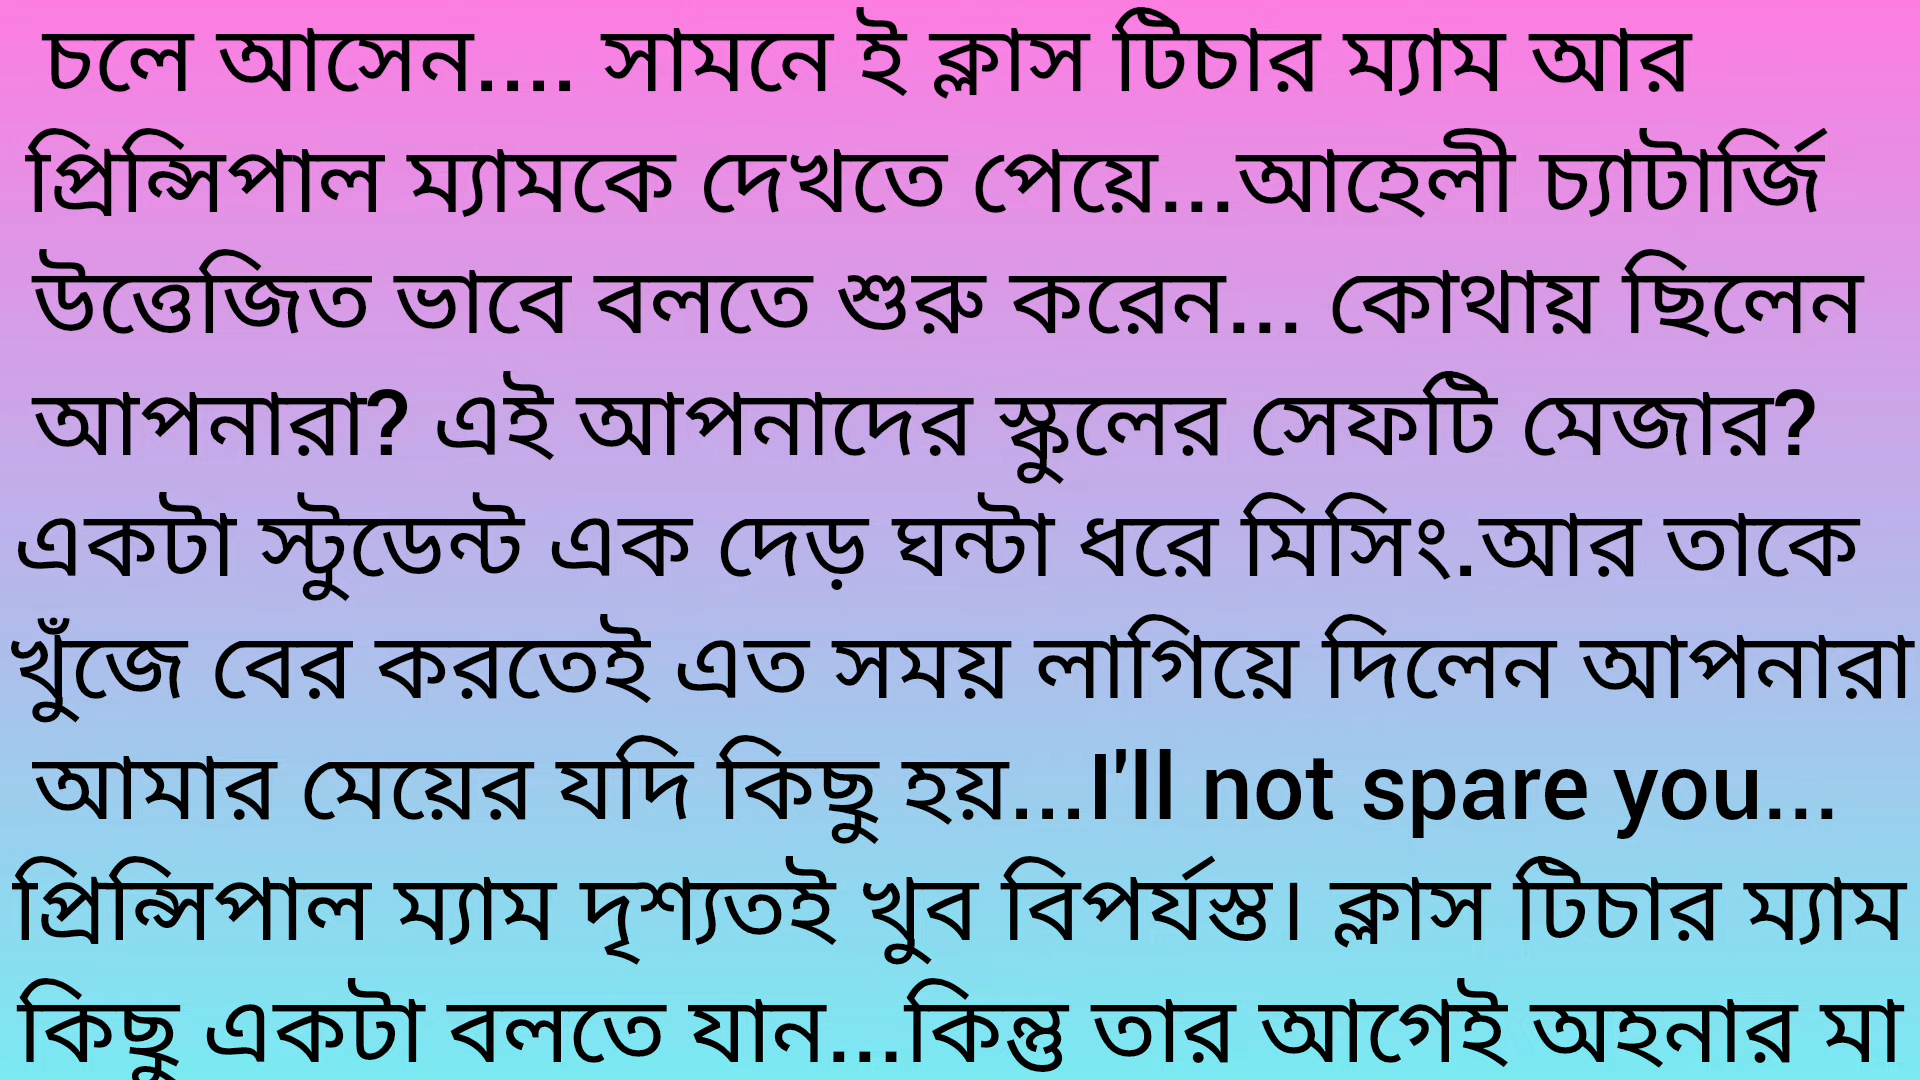 চলে আসেন.... সামনে ই ক্লাস টিচার ম্যাম আর
প্রিন্সিপাল ম্যামকে দেখতে পেয়ে...আহেলী চ্যাটার্জি
উত্তেজিত ভাবে বলতে শুরু করেন... কোথায় ছিলেন
আপনারা? এই আপনাদের স্কুলের সেফটি মেজার?
একটা স্টুডেন্ট এক দেড় ঘন্টা ধরে মিসিং.আর তাকে
খুঁজে বের করতেই এত সময় লাগিয়ে দিলেন আপনারা
আমার মেয়ের যদি কিছু হয়...I'll not spare you...
প্রিন্সিপাল ম্যাম দৃশ্যতই খুব বিপর্যস্ত। ক্লাস টিচার ম্যাম
কিছু একটা বলতে যান...কিন্তু তার আগেই অহনার মা